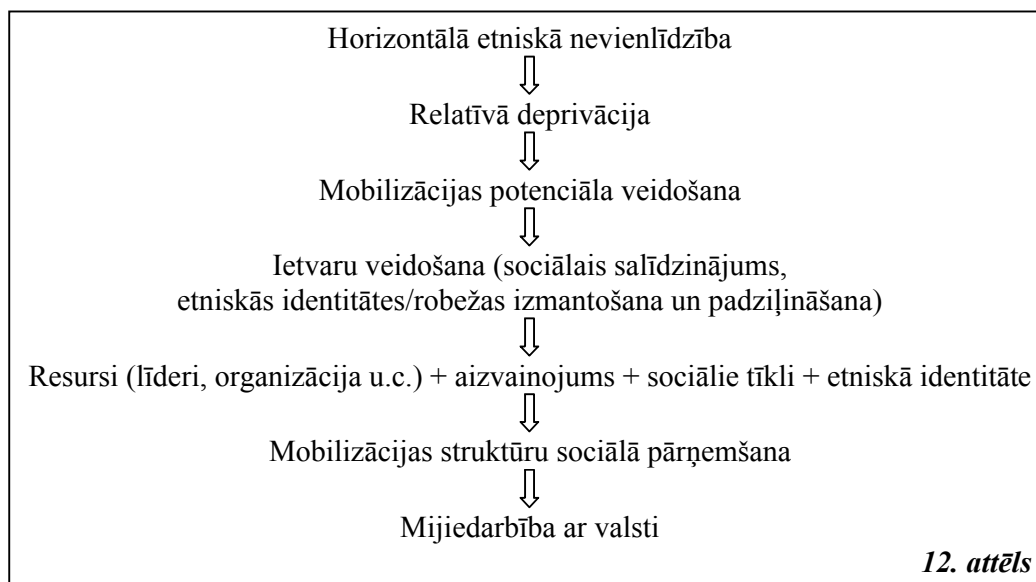 Horizontālā etniskā nevienlīdzība
Relatīvā deprivācija
Mobilizācijas potenciāla veidošana
Ietvaru veidošana (sociālais salīdzinājums,
etniskās identitātes/robežas izmantošana un padziļināšana)
Resursi (līderi, organizācija u.c.) + aizvainojums + sociālie tīkli + etniskā identitāte
Mobilizācijas struktūru sociālā pārņemšana
Mijiedarbība ar valsti
12. attēls